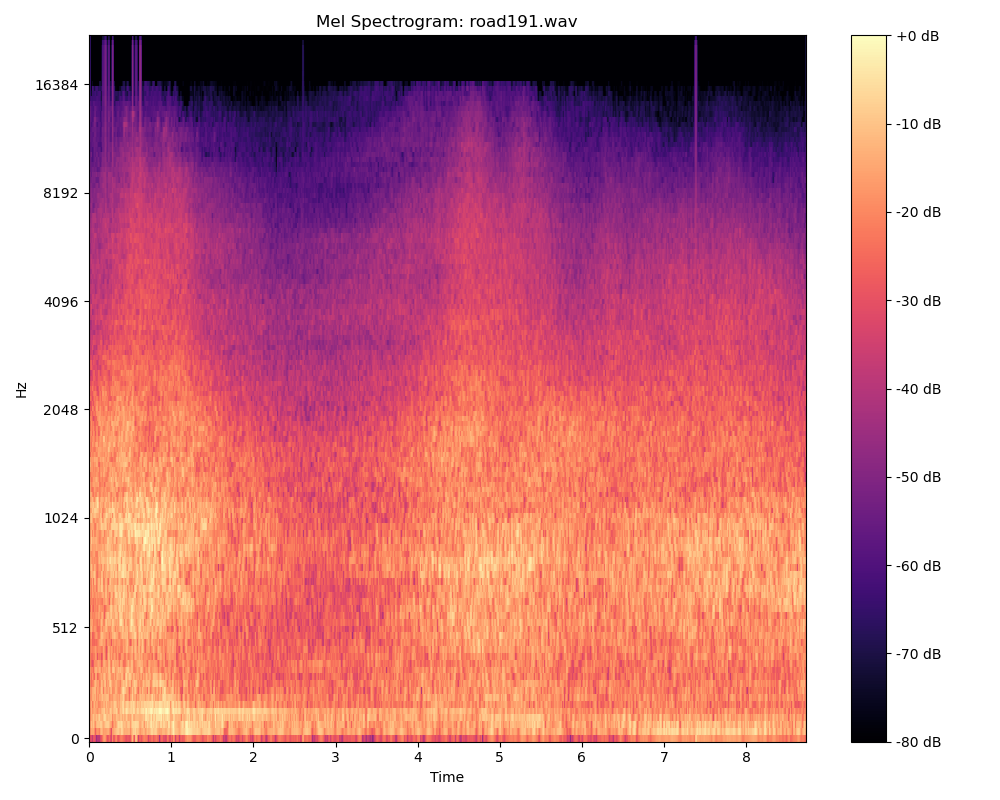 Mel Spectrogram: road191.wav
+0 dB
16384
-10 dB
8192
-20 dB
4096
-30 dB
Hz
-40 dB
2048
-50 dB
1024
-60 dB
512
-70 dB
0
-80 dB
0 1 2 3 4 5 6 7 8
Time